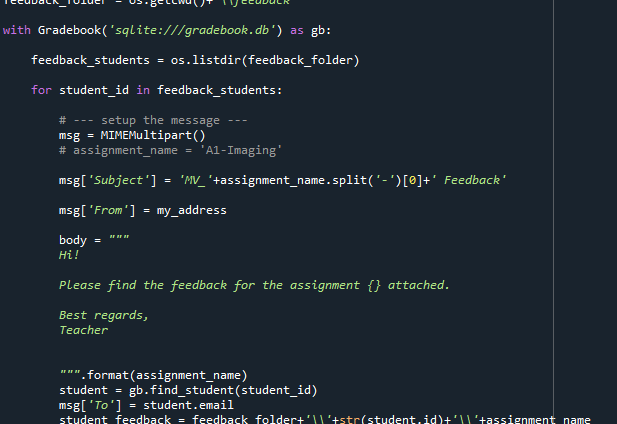 feedback_folder = os.getcwd()+'\\feedback'
with Gradebook('sqlite:///gradebook.db') as gb:
feedback_students = os.listdir(feedback_folder)
for student_id in feedback_students:
# --- setup the message ---
msg = MIMEMultipart()
# assignment_name = 'A1-Imaging'
msg['Subject'] = 'MV_'+assignment_name.split('-')[0]+' Feedback'
msg['From'] = my_address
body = """
Hi!
Please find the feedback for the assignment {} attached.
Best regards,
Teacher
""".format(assignment_name)
student = gb.find_student(student_id)
msg['To'] = student.email
student_feedback = feedback_folder+'\\'+str(student.id)+'\\'+assignment_name